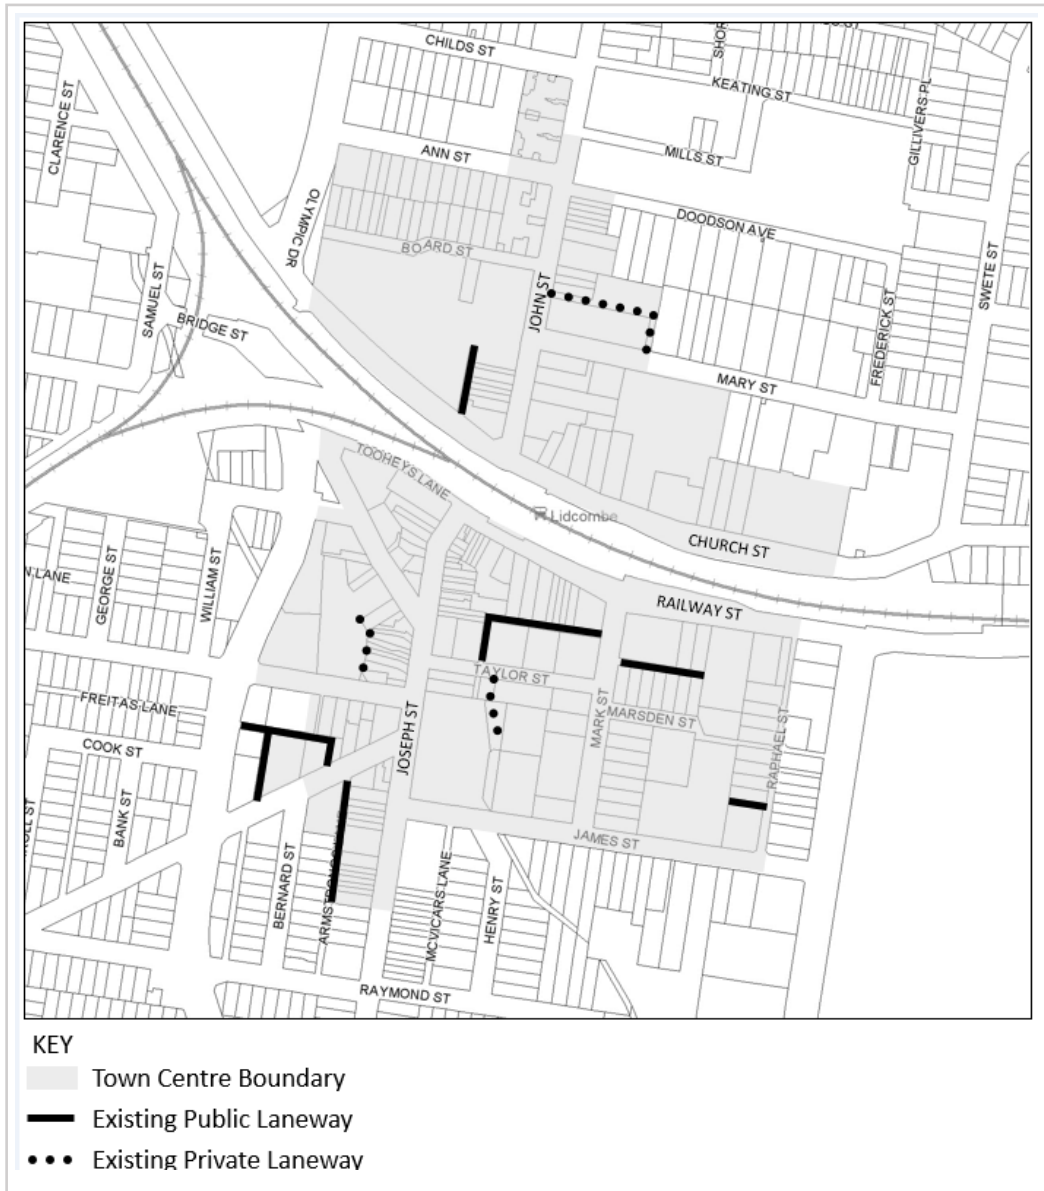 CHILDS ST
SHOR
KEATING ST
GILLIVERS PL
CLARENCE ST
ANN ST
MILLS ST
OLYMPIC DR
DOODSON AVE
BOARD ST
SWETE ST
SAMUEL ST
JOHN ST
BRIDGE ST
FREDERICK ST
MARY ST
TOOHEYS LANE
Lidcombe
CHURCH ST
N LANE
GEORGE ST
WILLIAM ST
RAILWAY ST
TAYLOR ST
FREITAS LANE
MARK ST
MARSDEN ST
JOSEPH ST
RAPHAEL ST
COOK ST
BANK ST
JAMES ST
BERNARD ST
MCVICARS LANE
HENRY ST
RAYMOND ST
KEY
Town Centre Boundary
Existing Public Laneway
Existing Private Laneway